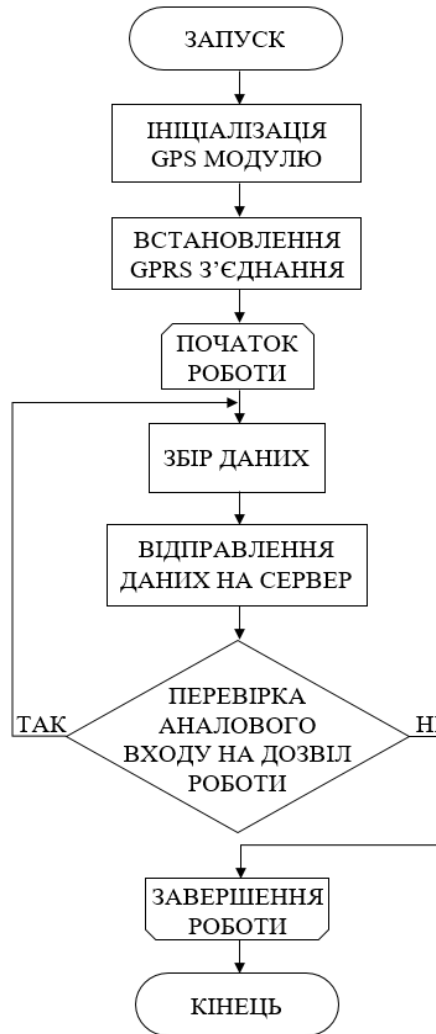 ЗАПУСК
ІНІЦІАЛІЗАЦІЯ
GPS МОДУЛЮ
ВСТАНОВЛЕННЯ
GPRS З’ЄДНАННЯ
ПОЧАТОК
РОБОТИ
ЗБІР ДАНИХ
ВІДПРАВЛЕННЯ
ДАНИХ НА СЕРВЕР
ТАК
ПЕРЕВІРКА
АНАЛОВОГО
ВХОДУ НА ДОЗВІЛ
РОБОТИ
ЗАВЕРШЕННЯ
РОБОТИ
КІНЕЦЬ